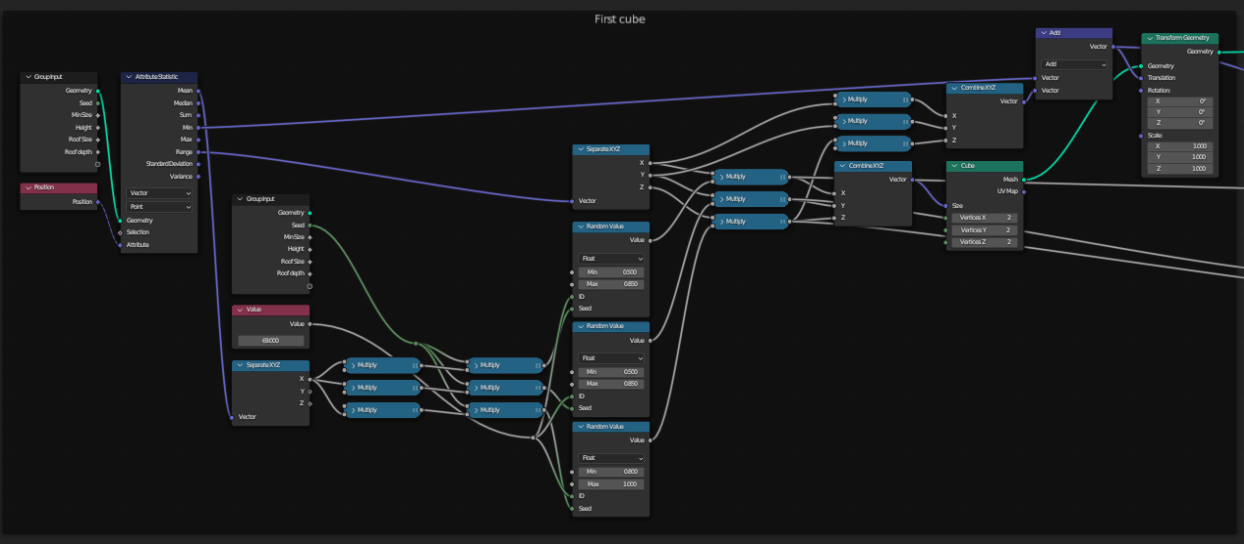 First cube
Group Input
Geometry
Seed
Min Size
Height
Roof Size
Roof depth
Position
Position
Attribute Statistic
Mean
Median
Sum
Min
Max
Range
Standard Deviation
Variance
Vector
Point
Geometry
Selection
Attribute
Group Input
Geometry
Seed
Min Size
Height
Roof Size
Roof depth
Value
Value
Separate XYZ
X
Y
Z
Vector
Multiply
Multiply
Multiply
Multiply
Multiply
Multiply
Separate XYZ
X
Y
Z
Vector
Random Value
Value
Float
Min 0.500
Max 0.850
ID
Seed
Random Value
Value
Float
Min 0.500
Max 0.850
ID
Seed
Random Value
Value
Float
Min 0.800
Max 1.000
ID
Seed
Multiply
Multiply
Multiply
Multiply
Multiply
Multiply
Combine XYZ
Vector
X
Y
Z
Combine XYZ
Vector
X
Y
Z
Cube
Mesh
UV Map
Size
Vertices X 2
Vertices Y 2
Vertices Z 2
Add
Vector
Add
Vector
Vector
Transform Geometry
Geometry
Geometry
Translation
Rotation:
X 0°
Y 0°
Z 0°
Scale:
X 1.000
Y 1.000
Z 1.000